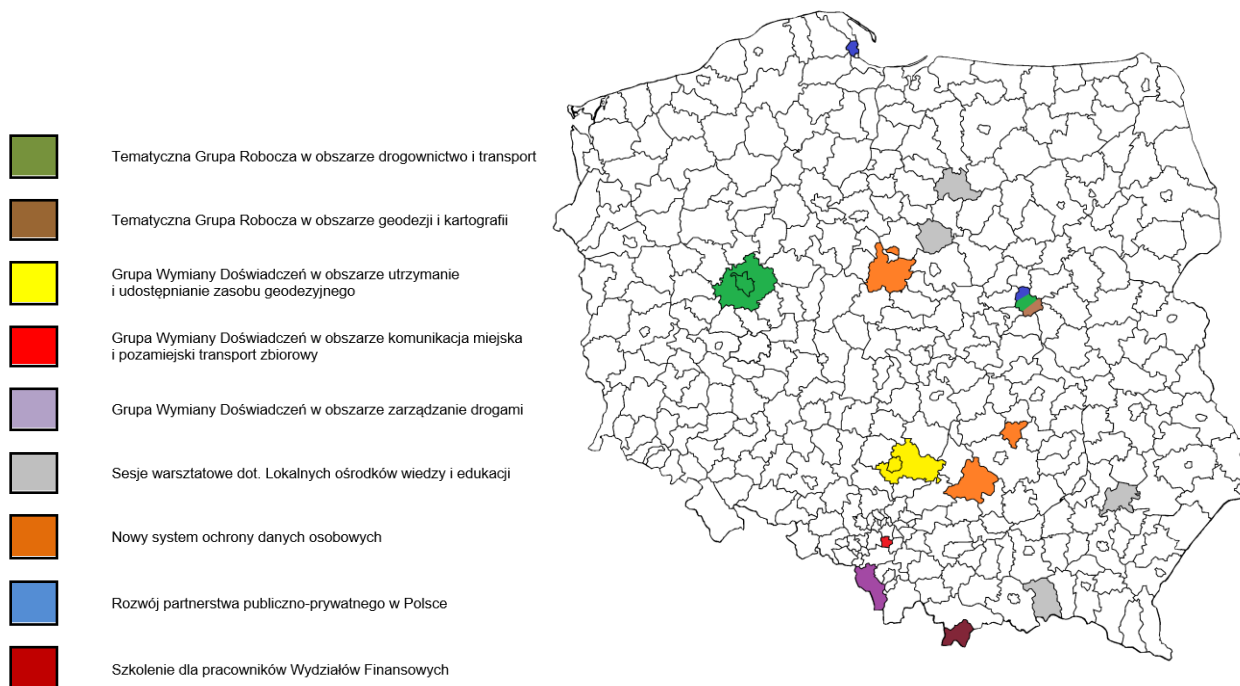 Tematyczna Grupa Robocza w obszarze drogownictwo i transport
Tematyczna Grupa Robocza w obszarze geodezji i kartografii
Grupa Wymiany Doświadczeń w obszarze utrzymanie
i udostępnianie zasobu geodezyjnego
Grupa Wymiany Doświadczeń w obszarze komunikacja miejska
i pozamiejski transport zbiorowy
Grupa Wymiany Doświadczeń w obszarze zarządzanie drogami
Sesje warsztatowe dot. Lokalnych ośrodków wiedzy i edukacji
Nowy system ochrony danych osobowych
Rozwój partnerstwa publiczno-prywatnego w Polsce
Szkolenie dla pracowników Wydziałów Finansowych